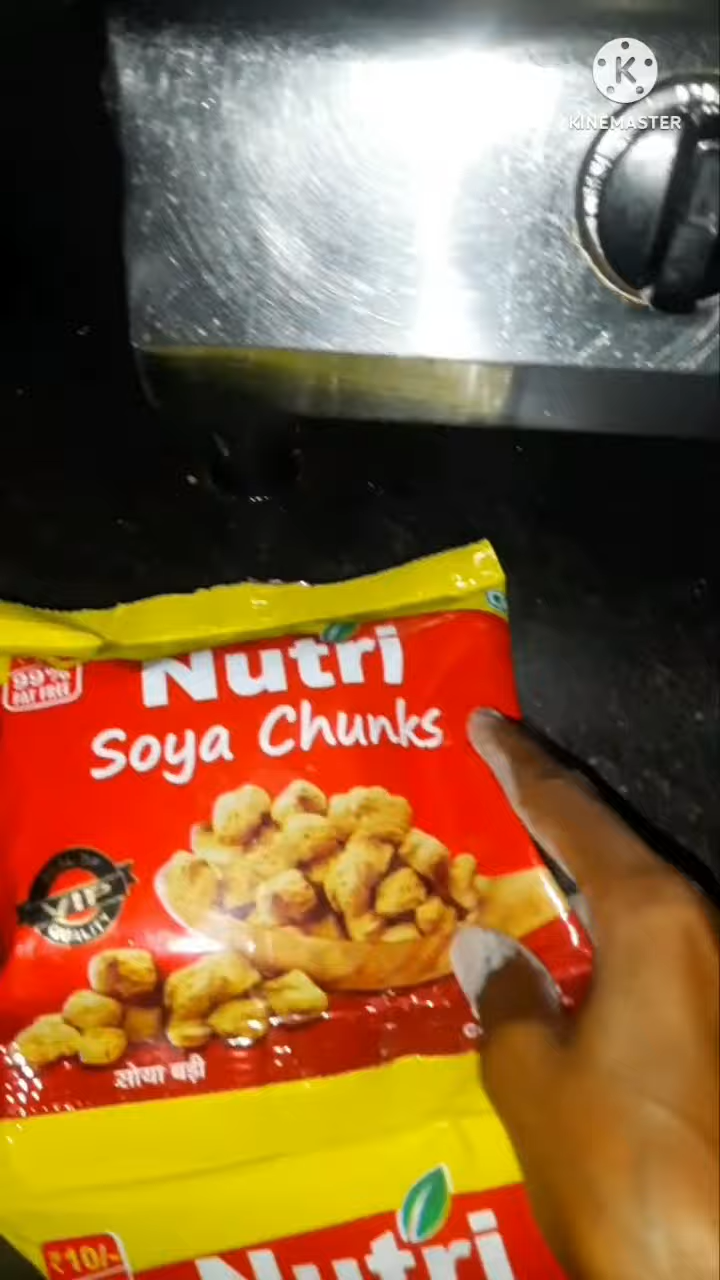 KINEMASTER
99%
FAT FREE
Nutri
Soya Chunks
VIP
QUALITY
सोया बड़ी
₹10/-
Nutri